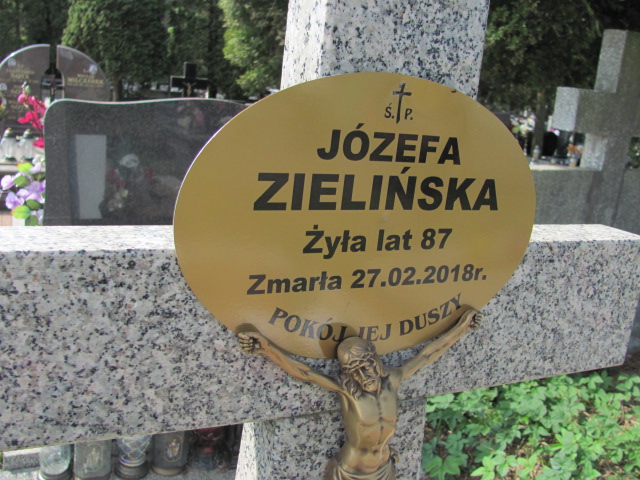 Ś.P.
JÓZEFA
ZIELIŃSKA
Żyła lat 87
Zmarła 27.02.2018r.
POKÓJ JEJ DUSZY